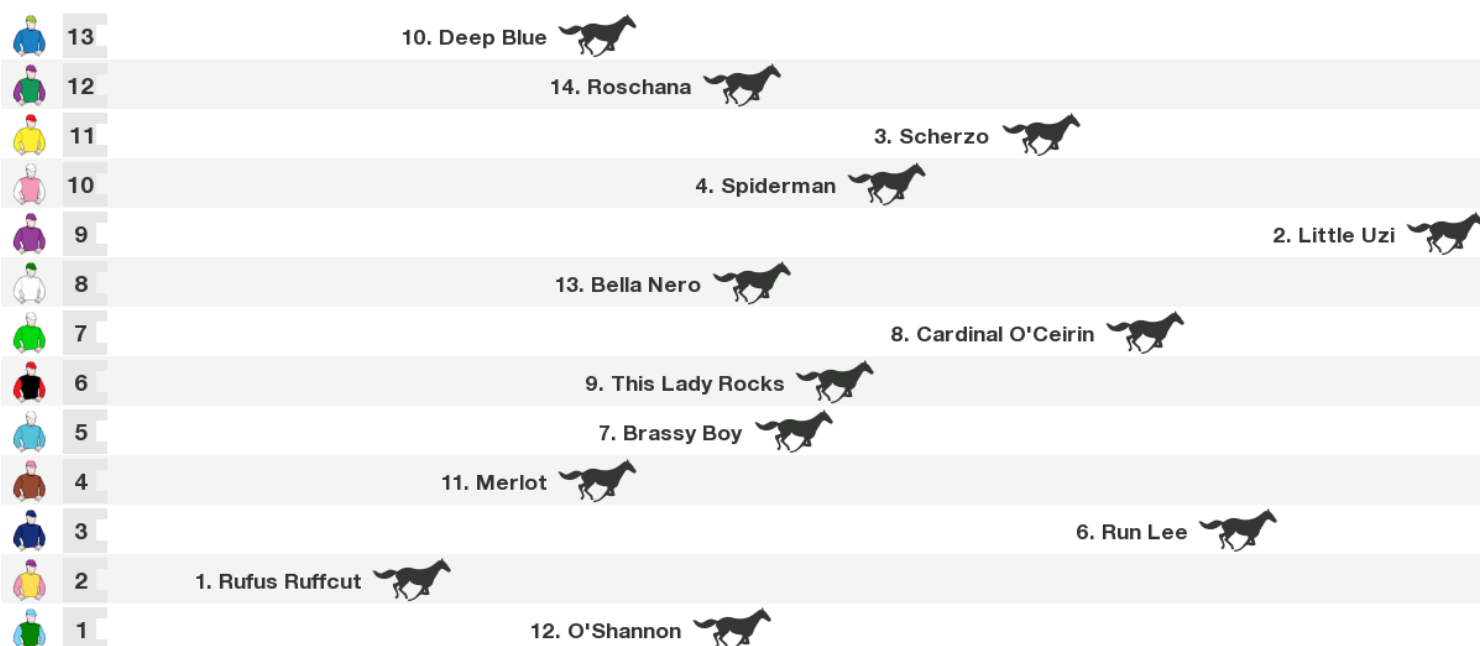 13 10. Deep Blue
12 14. Roschana
11 3. Scherzo
10 4. Spiderman
9 2. Little Uzi
8 13. Bella Nero
7 8. Cardinal O'Ceirin
6 9. This Lady Rocks
5 7. Brassy Boy
4 11. Merlot
3 6. Run Lee
2 1. Rufus Ruffcut
1 12. O'Shannon